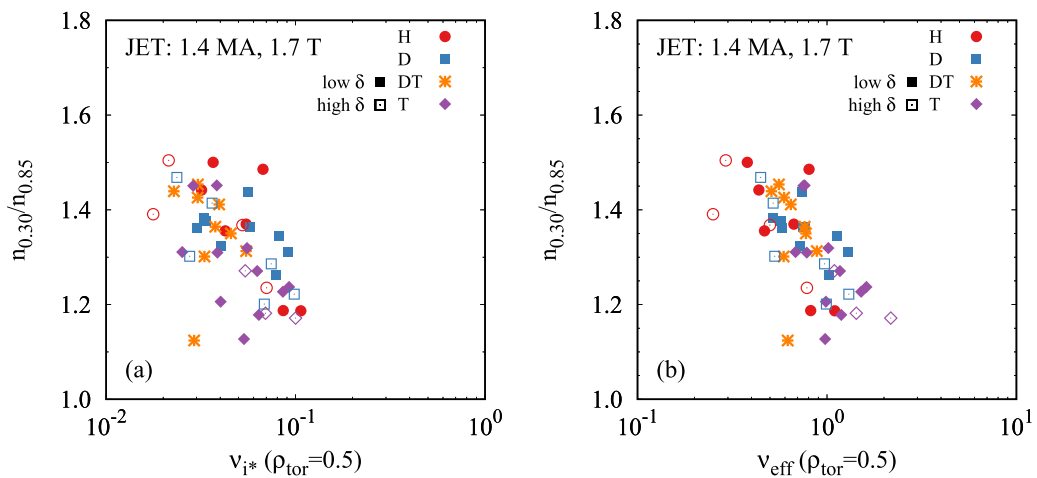 JET: 1.4 MA, 1.7 T
H
D
low δ
DT
high δ
T
1.8
1.6
1.4
1.2
1.0
n0.30/n0.85
(a)
10-2
10-1
100
νi* (ρtor=0.5)
JET: 1.4 MA, 1.7 T
H
D
low δ
DT
high δ
T
1.8
1.6
1.4
1.2
1.0
n0.30/n0.85
(b)
10-1
100
101
νeff (ρtor=0.5)